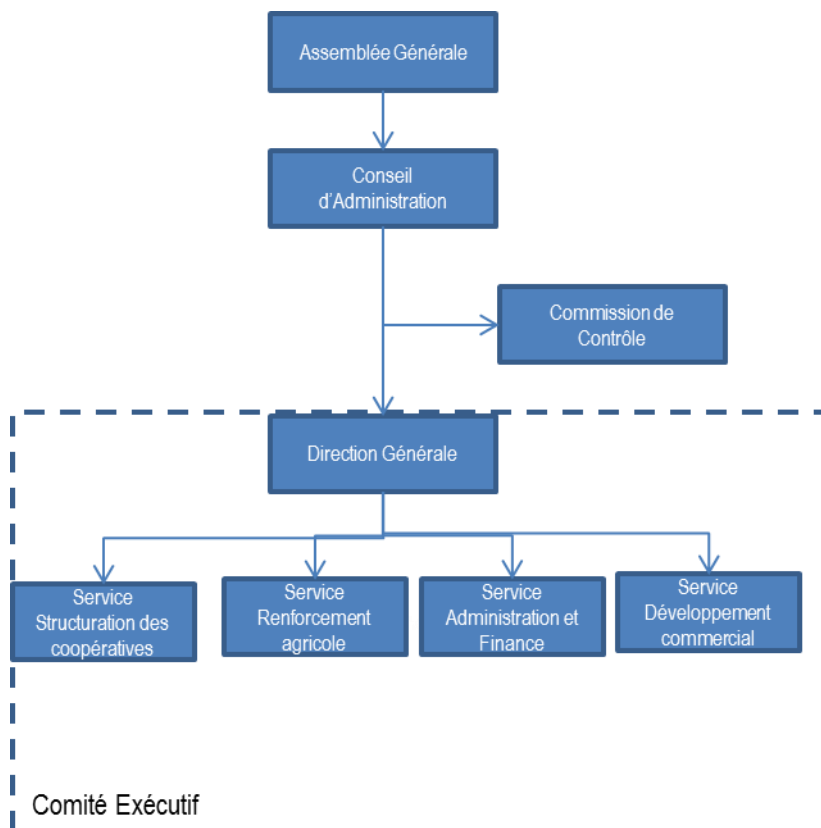 Assemblée Générale
Conseil
d'Administration
Commission de
Contrôle
Direction Générale
Service
Structuration des
coopératives
Service
Renforcement
agricole
Service
Administration et
Finance
Service
Développement
commercial
Comité Exécutif